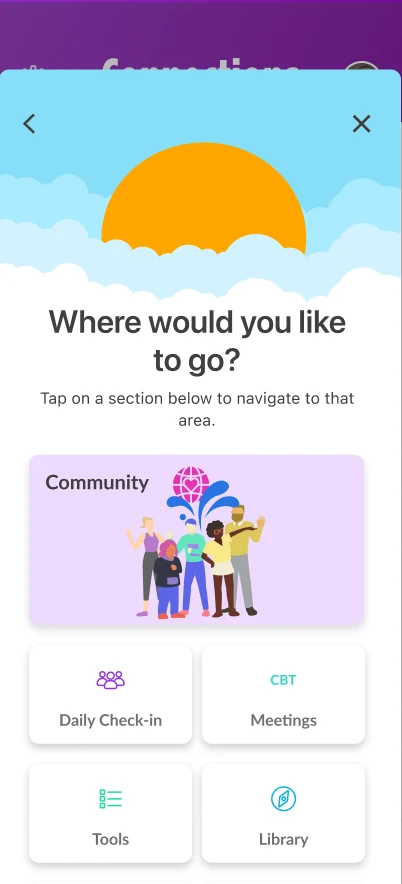 Connections
Where would you like
to go?
Tap on a section below to navigate to that
area.
Community
Daily Check-in
CBT
Meetings
Tools
Library